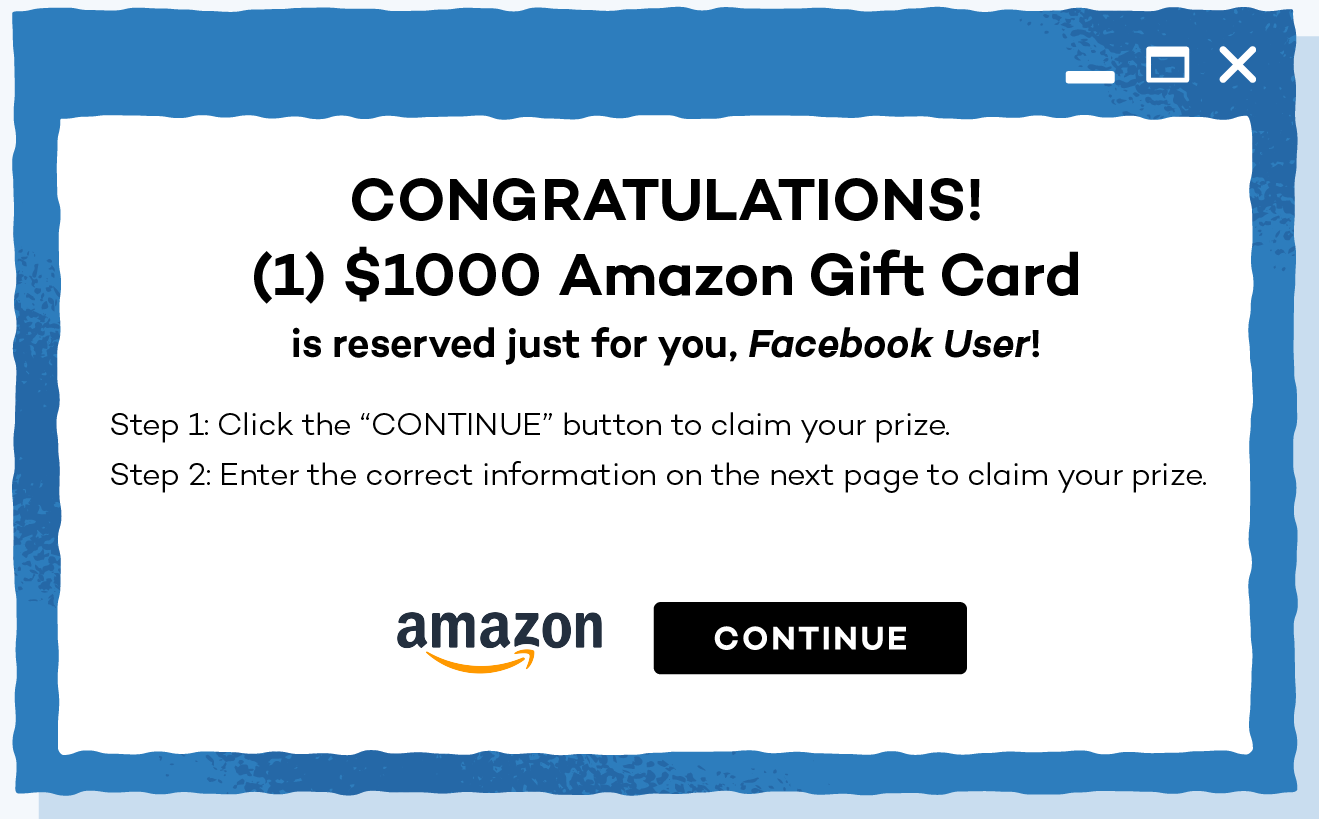 CONGRATULATIONS!
(1) $1000 Amazon Gift Card
is reserved just for you, Facebook User!
Step 1: Click the “CONTINUE” button to claim your prize.
Step 2: Enter the correct information on the next page to claim your prize.
amazon
CONTINUE